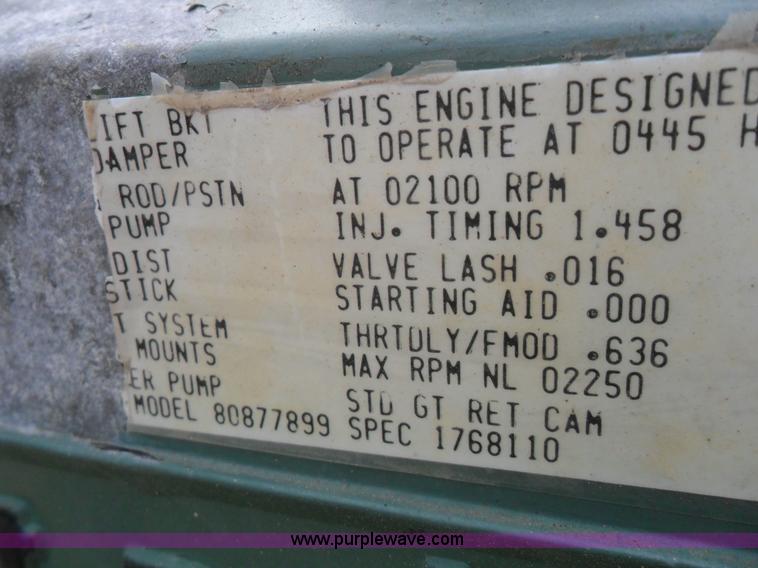 IFT BKT THIS ENGINE DESIGNED
DAMPER TO OPERATE AT 0445 H
ROD/PSTN AT 02100 RPM
PUMP INJ. TIMING 1.458
DIST VALVE LASH .016
STICK STARTING AID .000
T SYSTEM THRTDLY/FMOD .636
MOUNTS MAX RPM NL 02250
ER PUMP STD GT RET CAM
MODEL 80877899 SPEC 1768110
www.purplewave.com